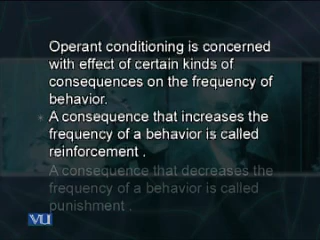 Operant conditioning is concerned
with effect of certain kinds of
consequences on the frequency of
behavior.
A consequence that increases the
frequency of a behavior is called
reinforcement .
A consequence that decreases the
frequency of a behavior is called
punishment .
VU